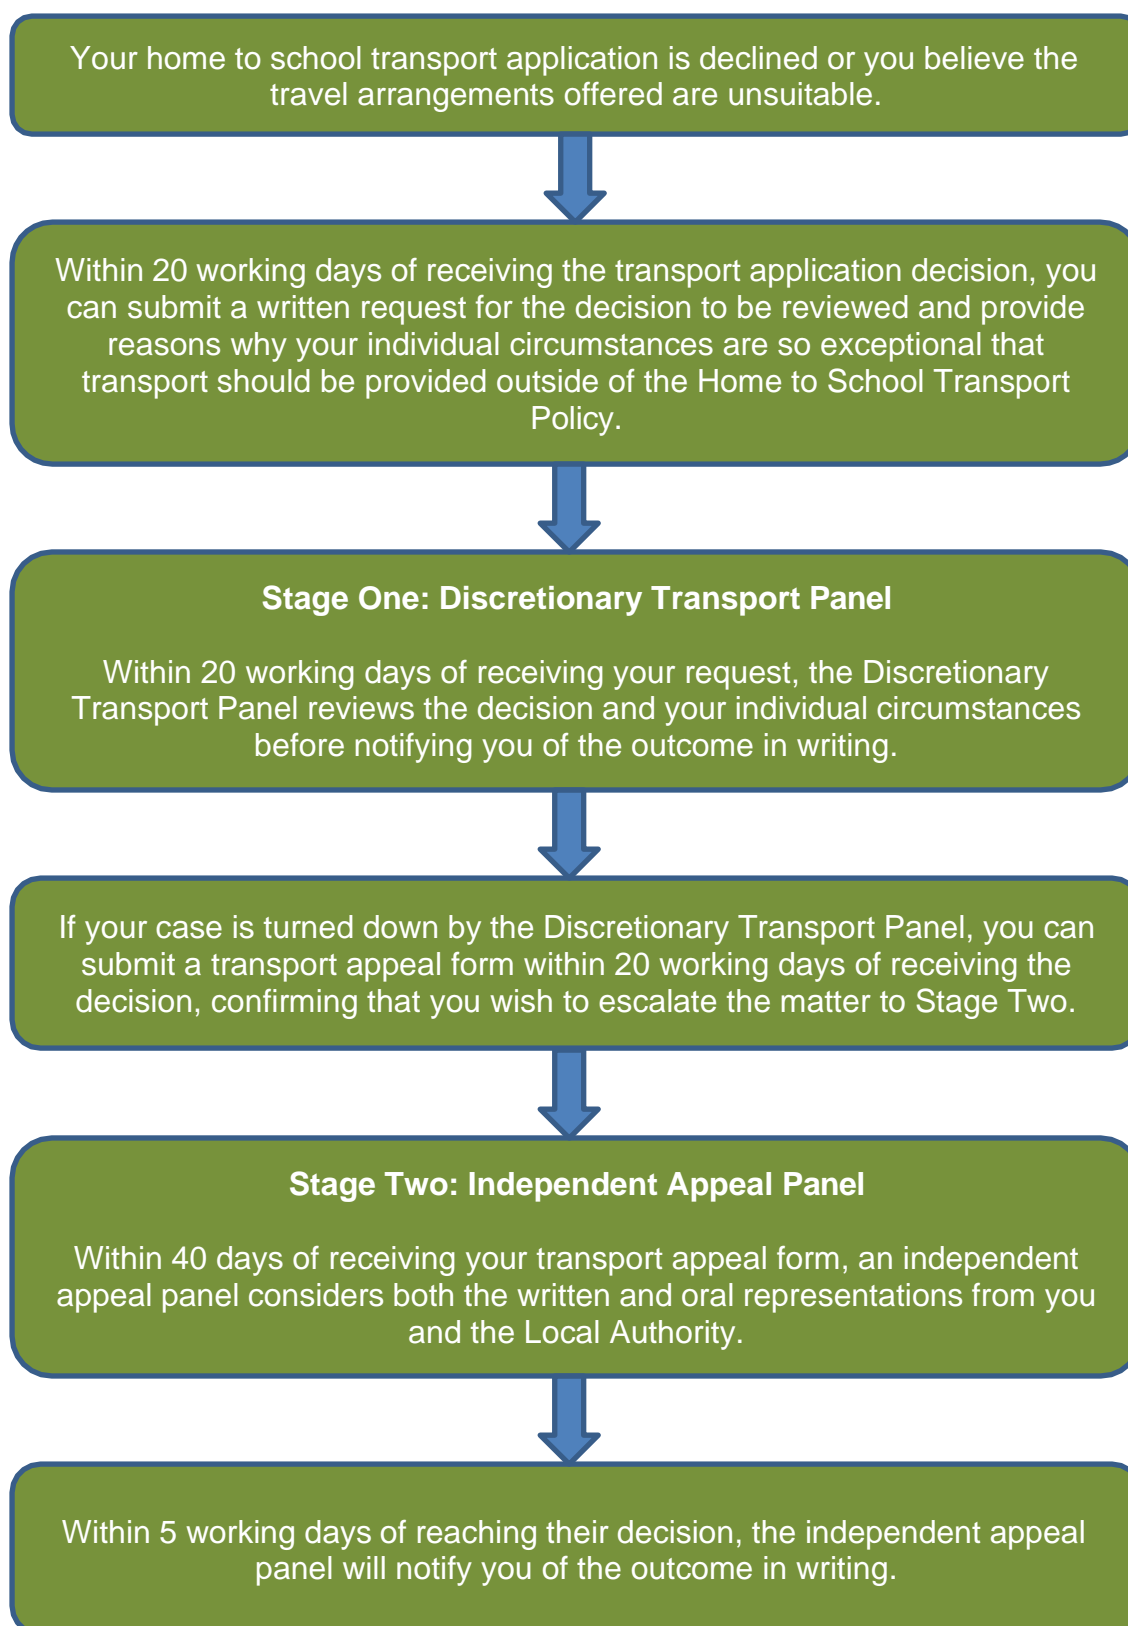 Your home to school transport application is declined or you believe the
travel arrangements offered are unsuitable.
Within 20 working days of receiving the transport application decision, you
can submit a written request for the decision to be reviewed and provide
reasons why your individual circumstances are so exceptional that
transport should be provided outside of the Home to School Transport
Policy.
Stage One: Discretionary Transport Panel
Within 20 working days of receiving your request, the Discretionary
Transport Panel reviews the decision and your individual circumstances
before notifying you of the outcome in writing.
If your case is turned down by the Discretionary Transport Panel, you can
submit a transport appeal form within 20 working days of receiving the
decision, confirming that you wish to escalate the matter to Stage Two.
Stage Two: Independent Appeal Panel
Within 40 days of receiving your transport appeal form, an independent
appeal panel considers both the written and oral representations from you
and the Local Authority.
Within 5 working days of reaching their decision, the independent appeal
panel will notify you of the outcome in writing.